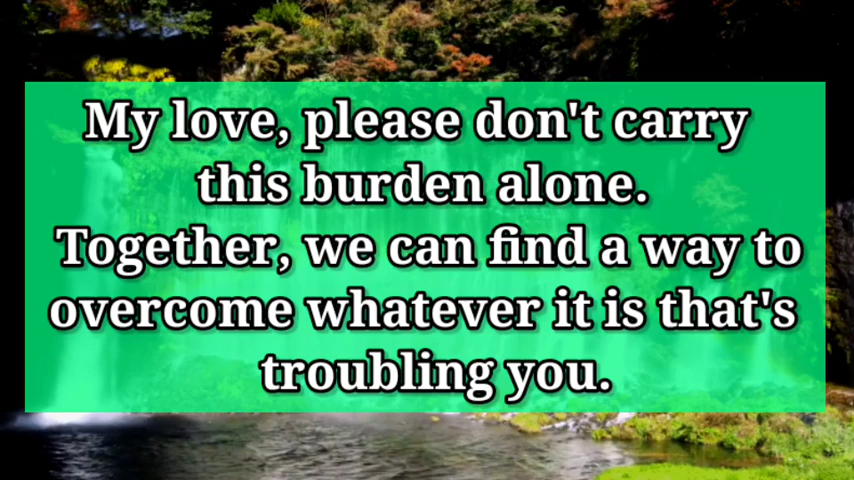 My love, please don't carry
this burden alone.
Together, we can find a way to
overcome whatever it is that's
troubling you.